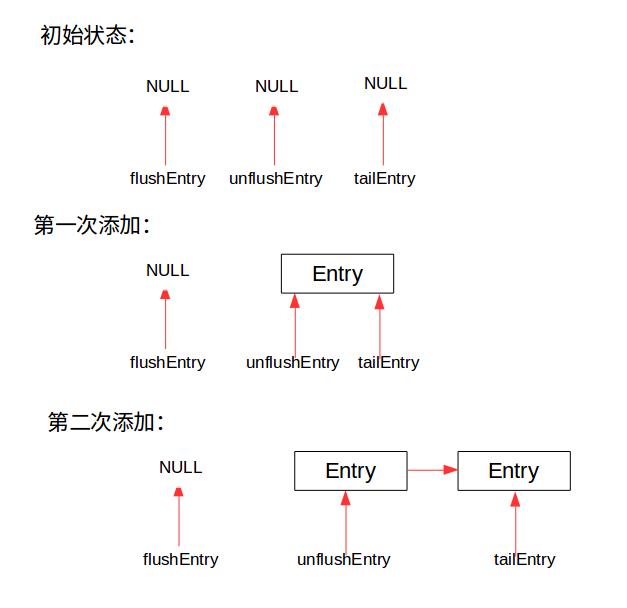 初始状态：
NULL NULL NULL
flushEntry unflushEntry tailEntry
第一次添加：
NULL Entry
flushEntry unflushEntry tailEntry
第二次添加：
NULL Entry Entry
flushEntry unflushEntry tailEntry